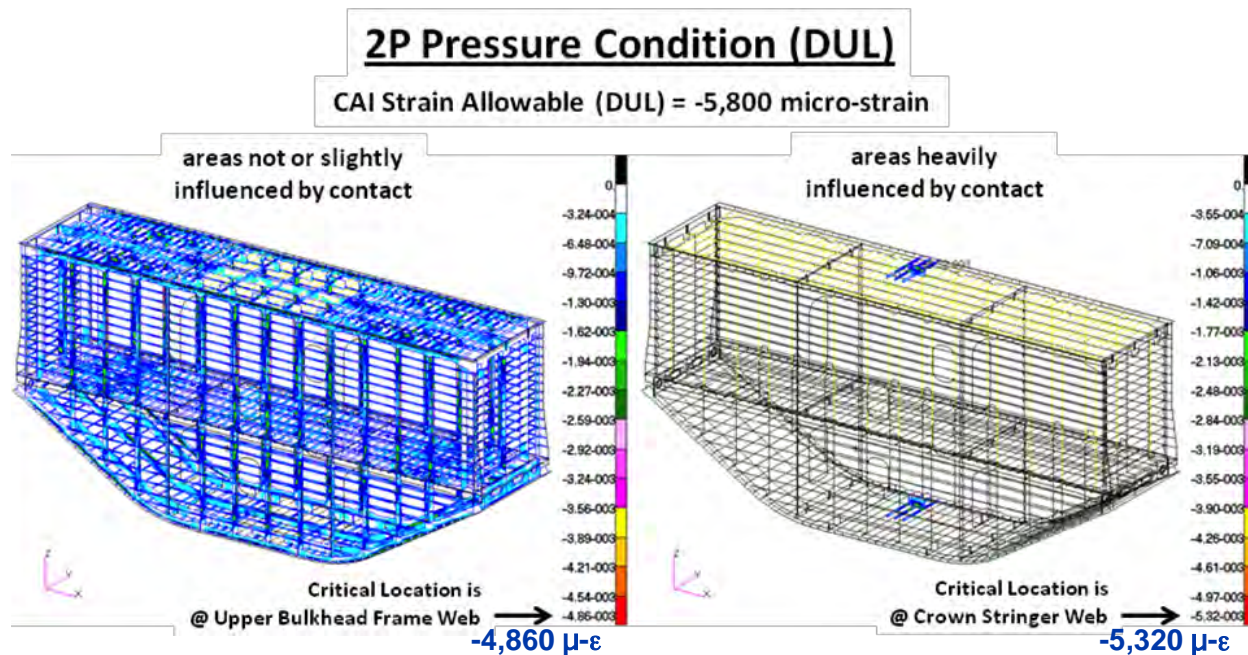 2P Pressure Condition (DUL)
CAI Strain Allowable (DUL) = -5,800 micro-strain
areas not or slightly
influenced by contact
0.
-3.24-004
-6.48-004
-9.72-004
-1.30-003
-1.62-003
-1.94-003
-2.27-003
-2.59-003
-2.92-003
-3.24-003
-3.56-003
-3.89-003
-4.21-003
-4.54-003
-4.86-003
Z
Y
X
Critical Location is
@ Upper Bulkhead Frame Web
-4,860 μ-ε
areas heavily
influenced by contact
0.
-3.55-004
-7.09-004
-1.06-003
-1.42-003
-1.77-003
-2.13-003
-2.48-003
-2.84-003
-3.19-003
-3.55-003
-3.90-003
-4.26-003
-4.61-003
-4.97-003
-5.32-003
Z
Y
X
Critical Location is
@ Crown Stringer Web
-5,320 μ-ε